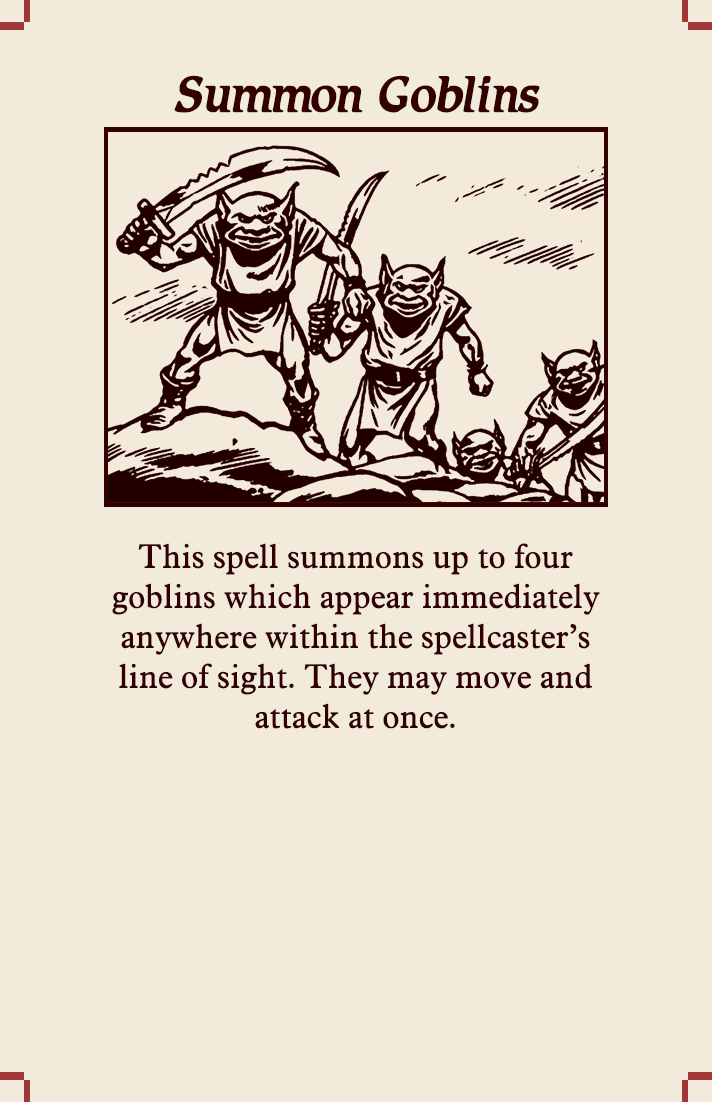 Summon Goblins
This spell summons up to four
goblins which appear immediately
anywhere within the spellcaster’s
line of sight. They may move and
attack at once.